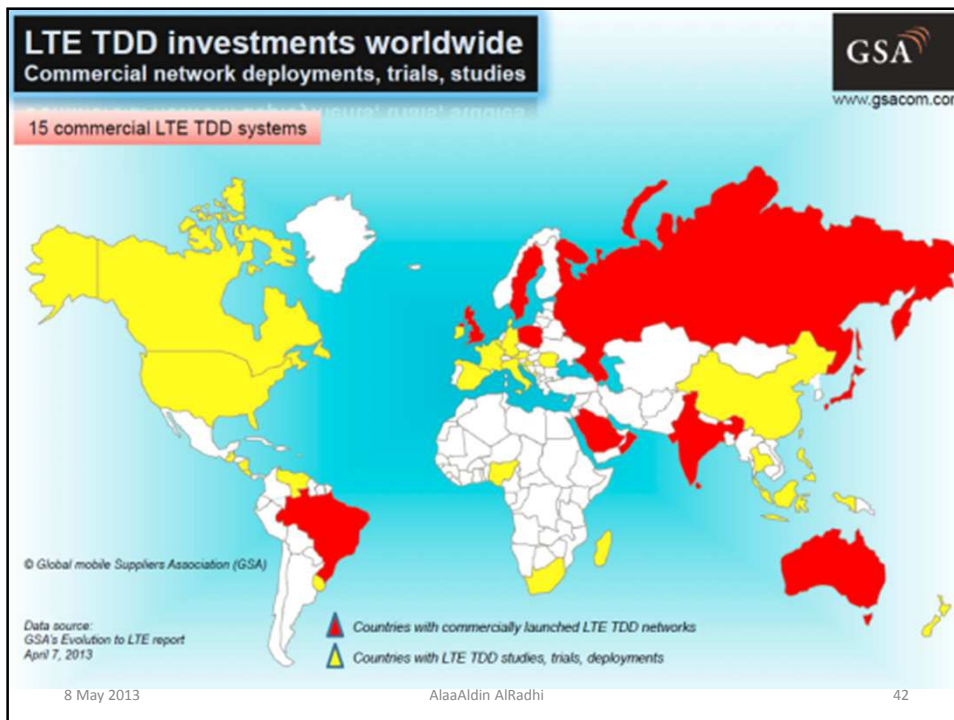 LTE TDD investments worldwide
Commercial network deployments, trials, studies
GSA
www.gsacom.com
15 commercial LTE TDD systems
© Global mobile Suppliers Association (GSA)
Data source:
GSA's Evolution to LTE report
April 7, 2013
Countries with commercially launched LTE TDD networks
Countries with LTE TDD studies, trials, deployments
8 May 2013
AlaaAldin AlRadhi
42